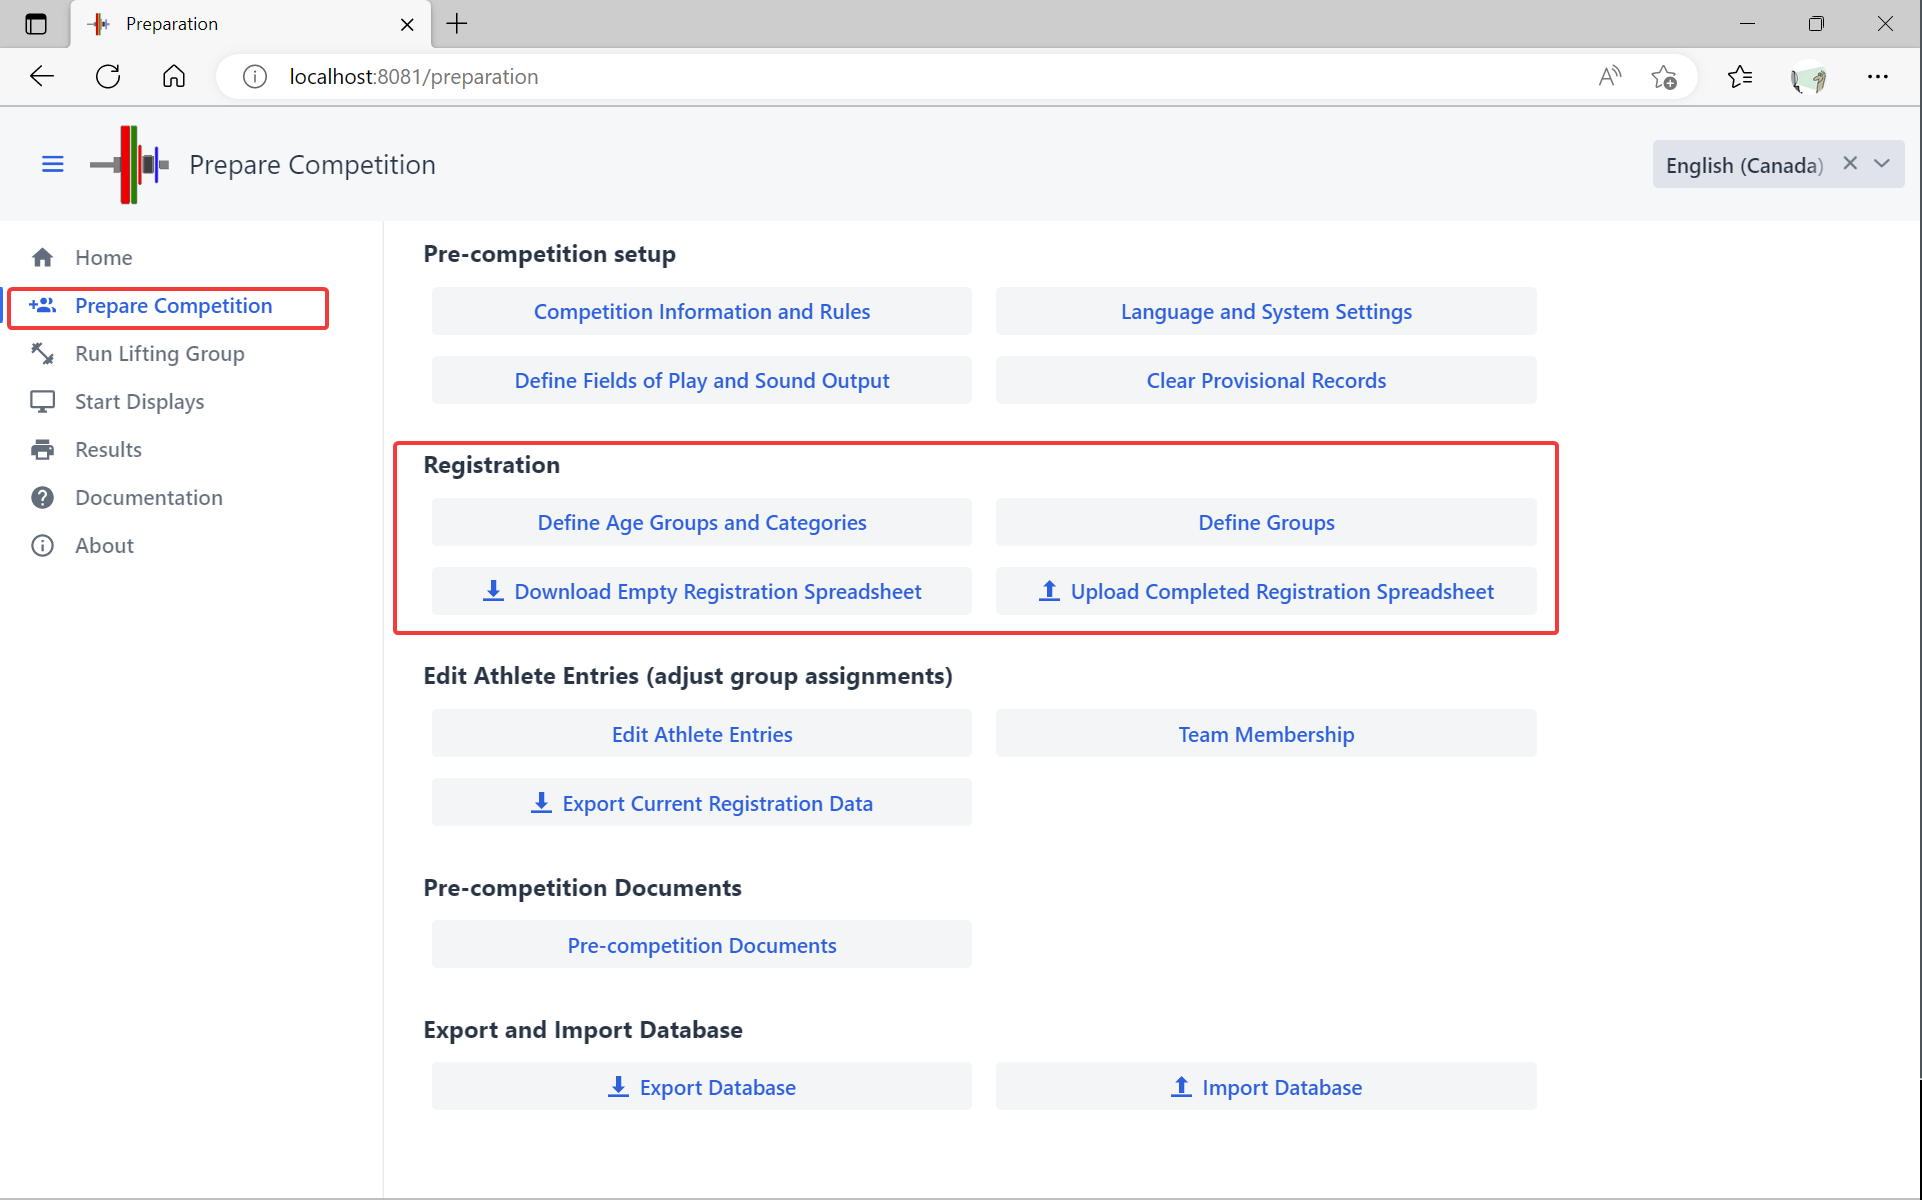 Preparation
localhost:8081/preparation
Prepare Competition
English (Canada)
Home
Prepare Competition
Run Lifting Group
Start Displays
Results
Documentation
About
Pre-competition setup
Competition Information and Rules
Language and System Settings
Define Fields of Play and Sound Output
Clear Provisional Records
Registration
Define Age Groups and Categories
Define Groups
Download Empty Registration Spreadsheet
Upload Completed Registration Spreadsheet
Edit Athlete Entries (adjust group assignments)
Edit Athlete Entries
Team Membership
Export Current Registration Data
Pre-competition Documents
Pre-competition Documents
Export and Import Database
Export Database
Import Database